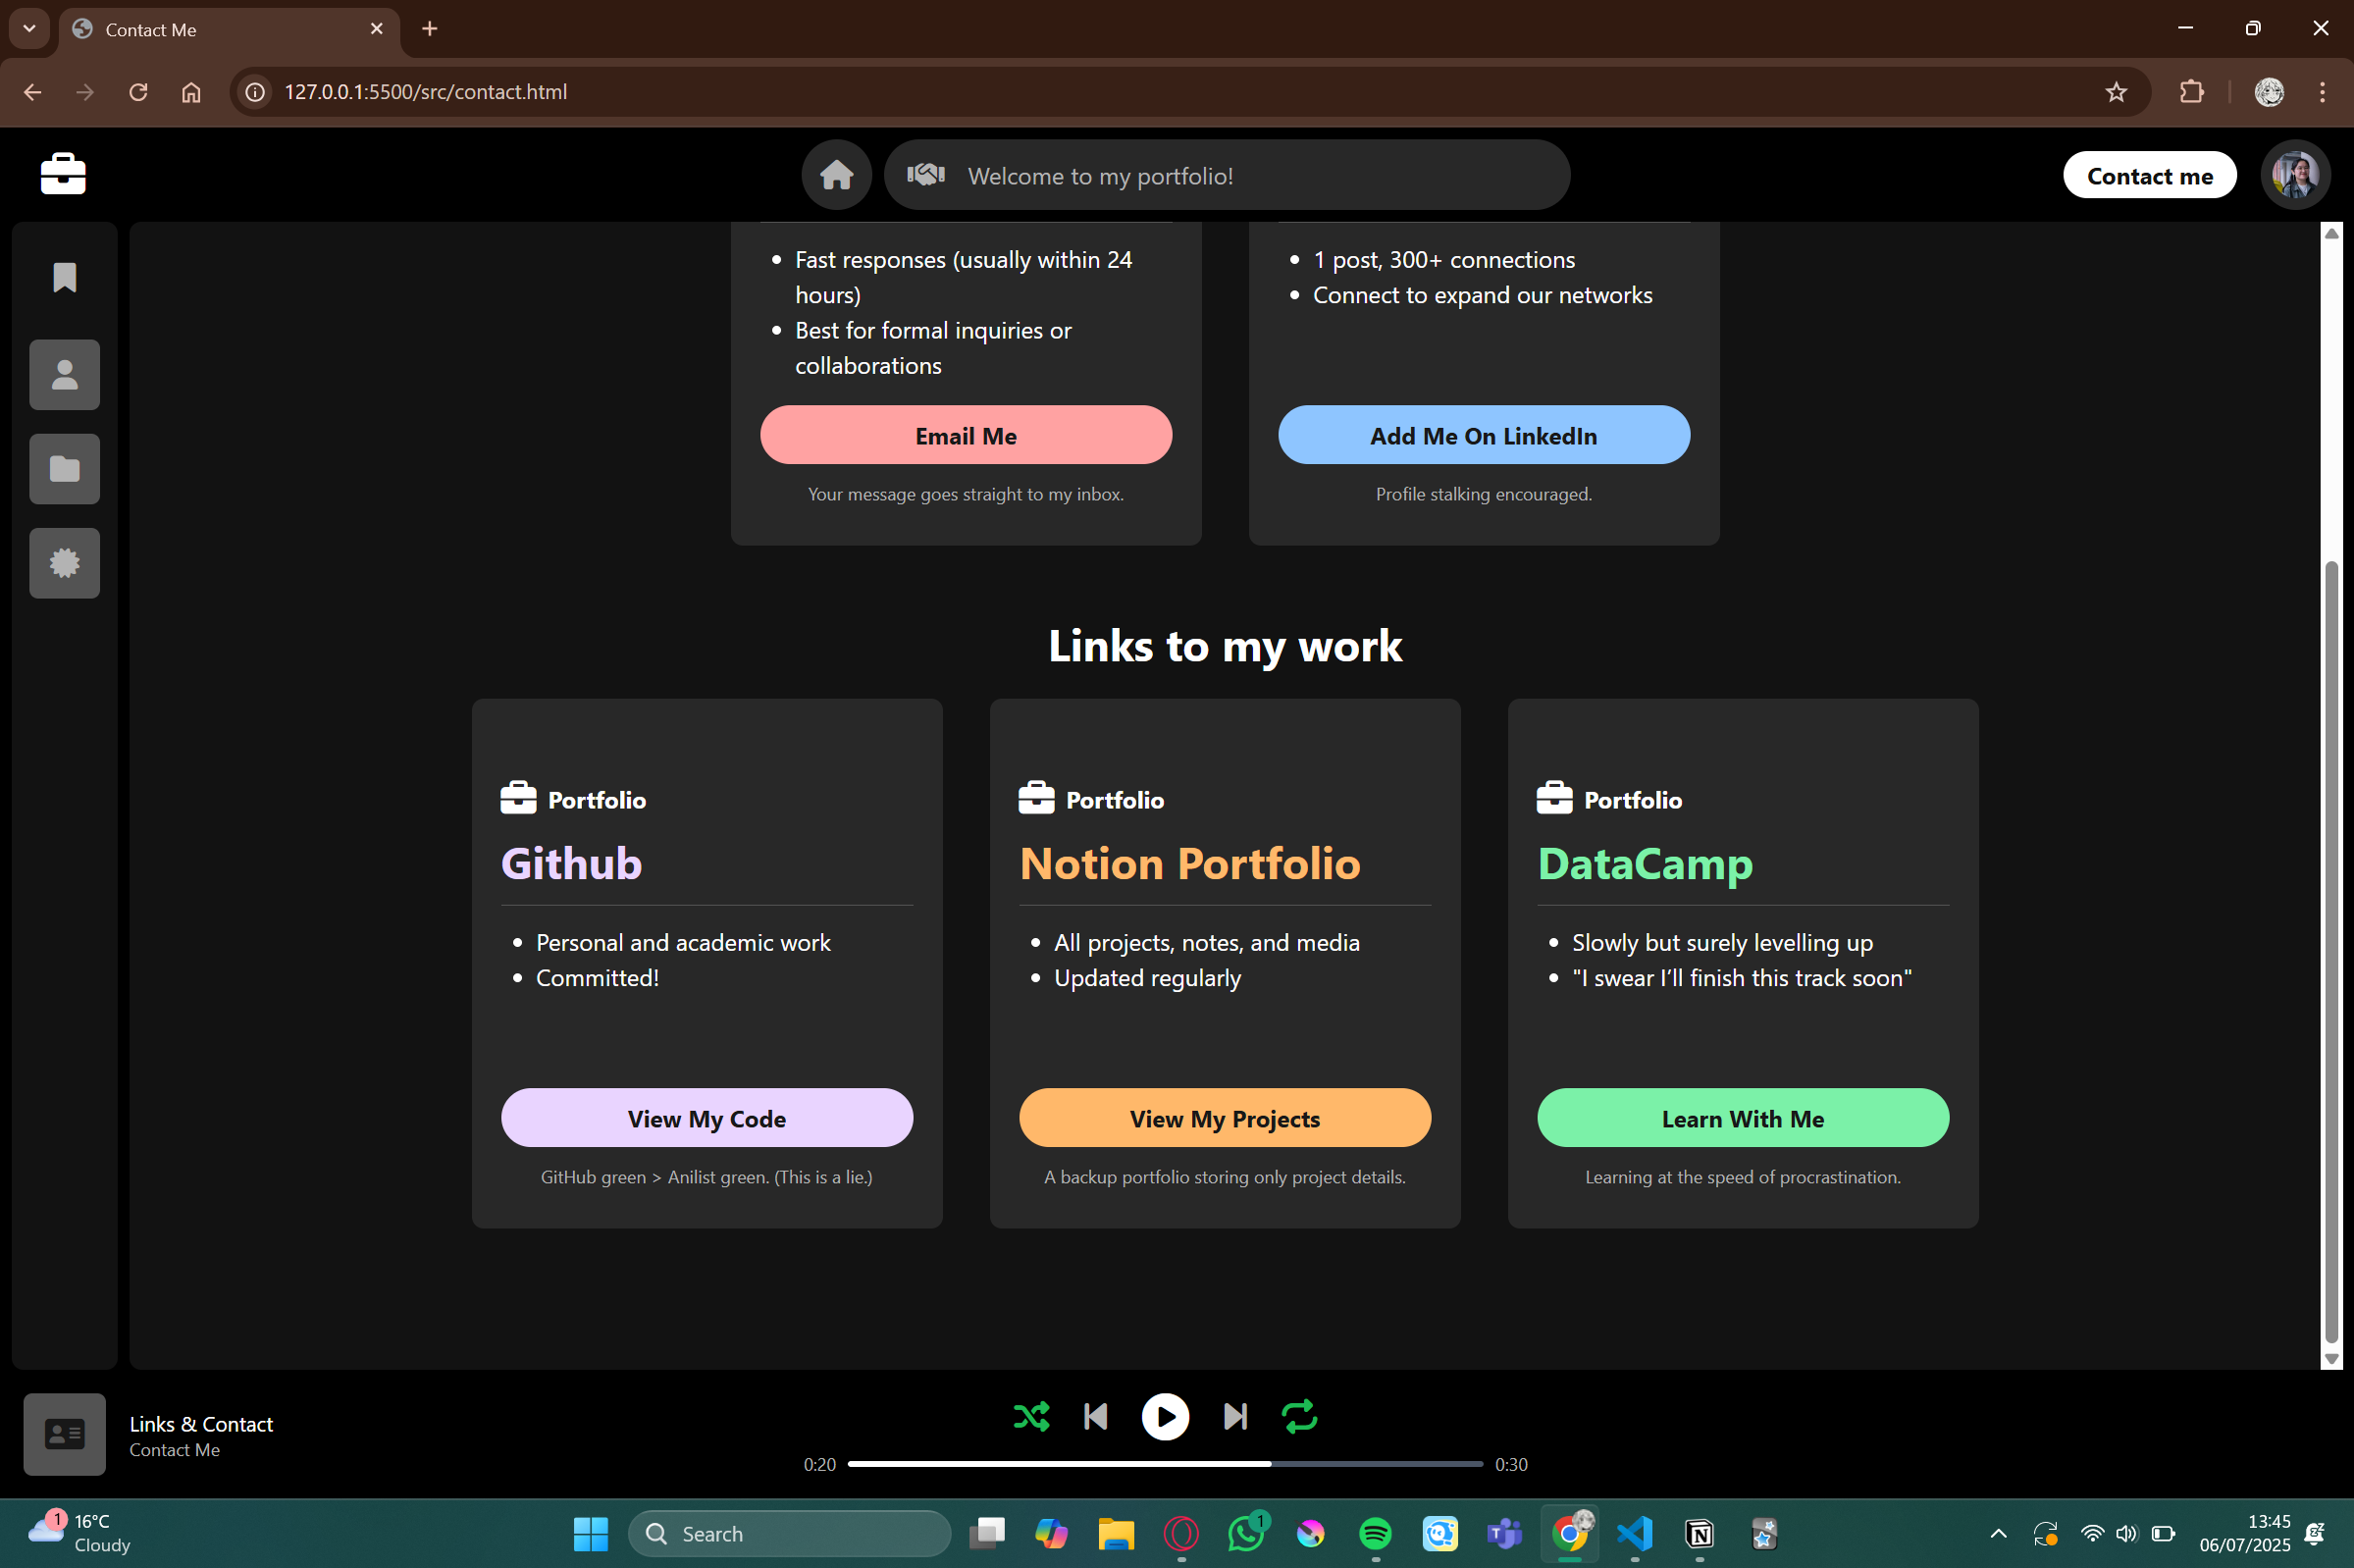 Contact Me
127.0.0.1:5500/src/contact.html
Welcome to my portfolio!
Contact me
Fast responses (usually within 24
hours)
Best for formal inquiries or
collaborations
Email Me
Your message goes straight to my inbox.
1 post, 300+ connections
Connect to expand our networks
Add Me On LinkedIn
Profile stalking encouraged.
Links to my work
Portfolio
Github
Personal and academic work
Committed!
View My Code
GitHub green > Anilist green. (This is a lie.)
Portfolio
Notion Portfolio
All projects, notes, and media
Updated regularly
View My Projects
A backup portfolio storing only project details.
Portfolio
DataCamp
Slowly but surely levelling up
"I swear I’ll finish this track soon"
Learn With Me
Learning at the speed of procrastination.
Links & Contact
Contact Me
0:20
0:30
1
16°C
Cloudy
Search
1
13:45
06/07/2025